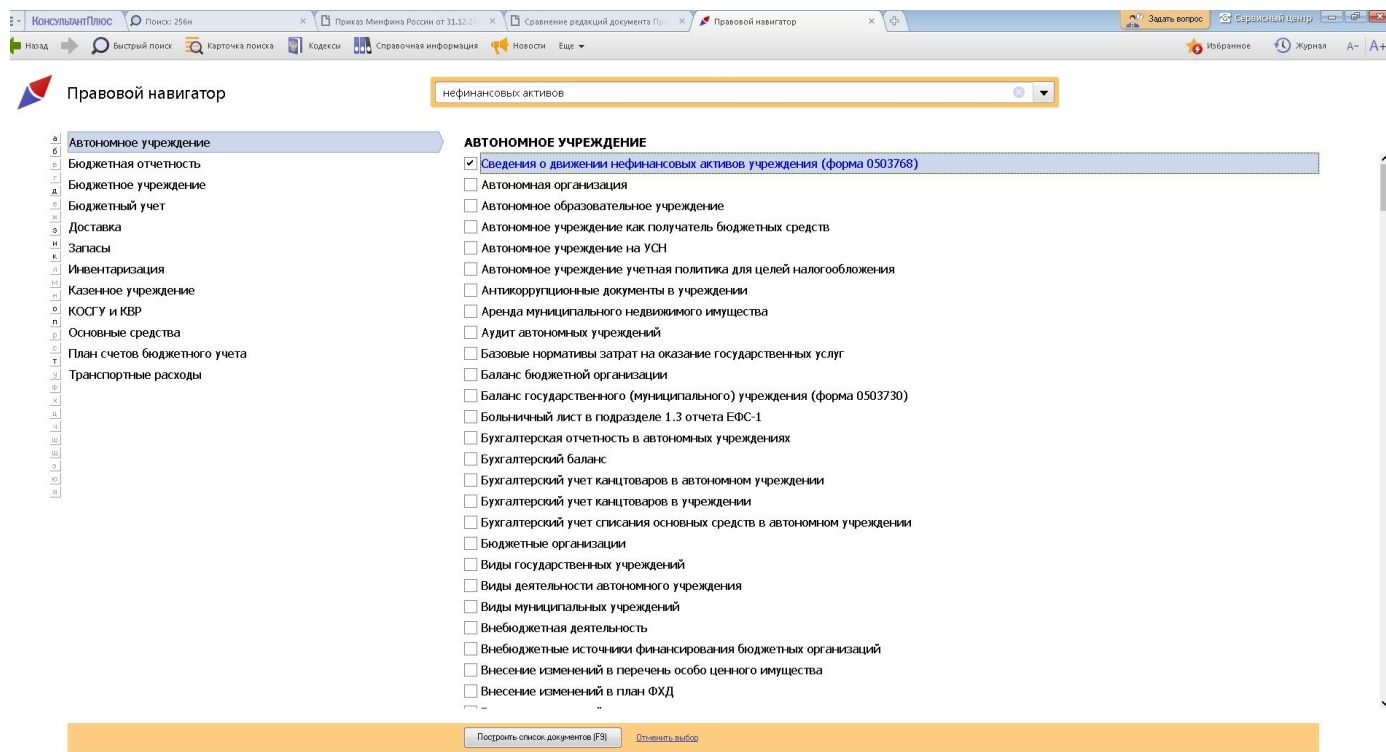 КОНСУЛЬТАНТПЛЮС Поиск: 256н Приказ Минфина России от 31.12.20 Сравнение редакций документа Пр Правовой навигатор Задать вопрос Сервисный центр
Назад Быстрый поиск Карточка поиска Кодексы Справочная информация Новости Еще Избранное Журнал A- A+
Правовой навигатор нефинансовых активов
а
б
в
г
д
е
ж
з
и
к
л
м
н
о
п
р
с
т
у
ф
х
ц
ч
ш
щ
э
ю
я
Автономное учреждение
Бюджетная отчетность
Бюджетное учреждение
Бюджетный учет
Доставка
Запасы
Инвентаризация
Казенное учреждение
КОСГУ и КВР
Основные средства
План счетов бюджетного учета
Транспортные расходы
АВТОНОМНОЕ УЧРЕЖДЕНИЕ
Сведения о движении нефинансовых активов учреждения (форма 0503768)
Автономная организация
Автономное образовательное учреждение
Автономное учреждение как получатель бюджетных средств
Автономное учреждение на УСН
Автономное учреждение учетная политика для целей налогообложения
Антикоррупционные документы в учреждении
Аренда муниципального недвижимого имущества
Аудит автономных учреждений
Базовые нормативы затрат на оказание государственных услуг
Баланс бюджетной организации
Баланс государственного (муниципального) учреждения (форма 0503730)
Больничный лист в подразделе 1.3 отчета ЕФС-1
Бухгалтерская отчетность в автономных учреждениях
Бухгалтерский баланс
Бухгалтерский учет канцтоваров в автономном учреждении
Бухгалтерский учет канцтоваров в учреждении
Бухгалтерский учет списания основных средств в автономном учреждении
Бюджетные организации
Виды государственных учреждений
Виды деятельности автономного учреждения
Виды муниципальных учреждений
Внебюджетная деятельность
Внебюджетные источники финансирования бюджетных организаций
Внесение изменений в перечень особо ценного имущества
Внесение изменений в план ФХД
Построить список документов (F9) Отменить выбор